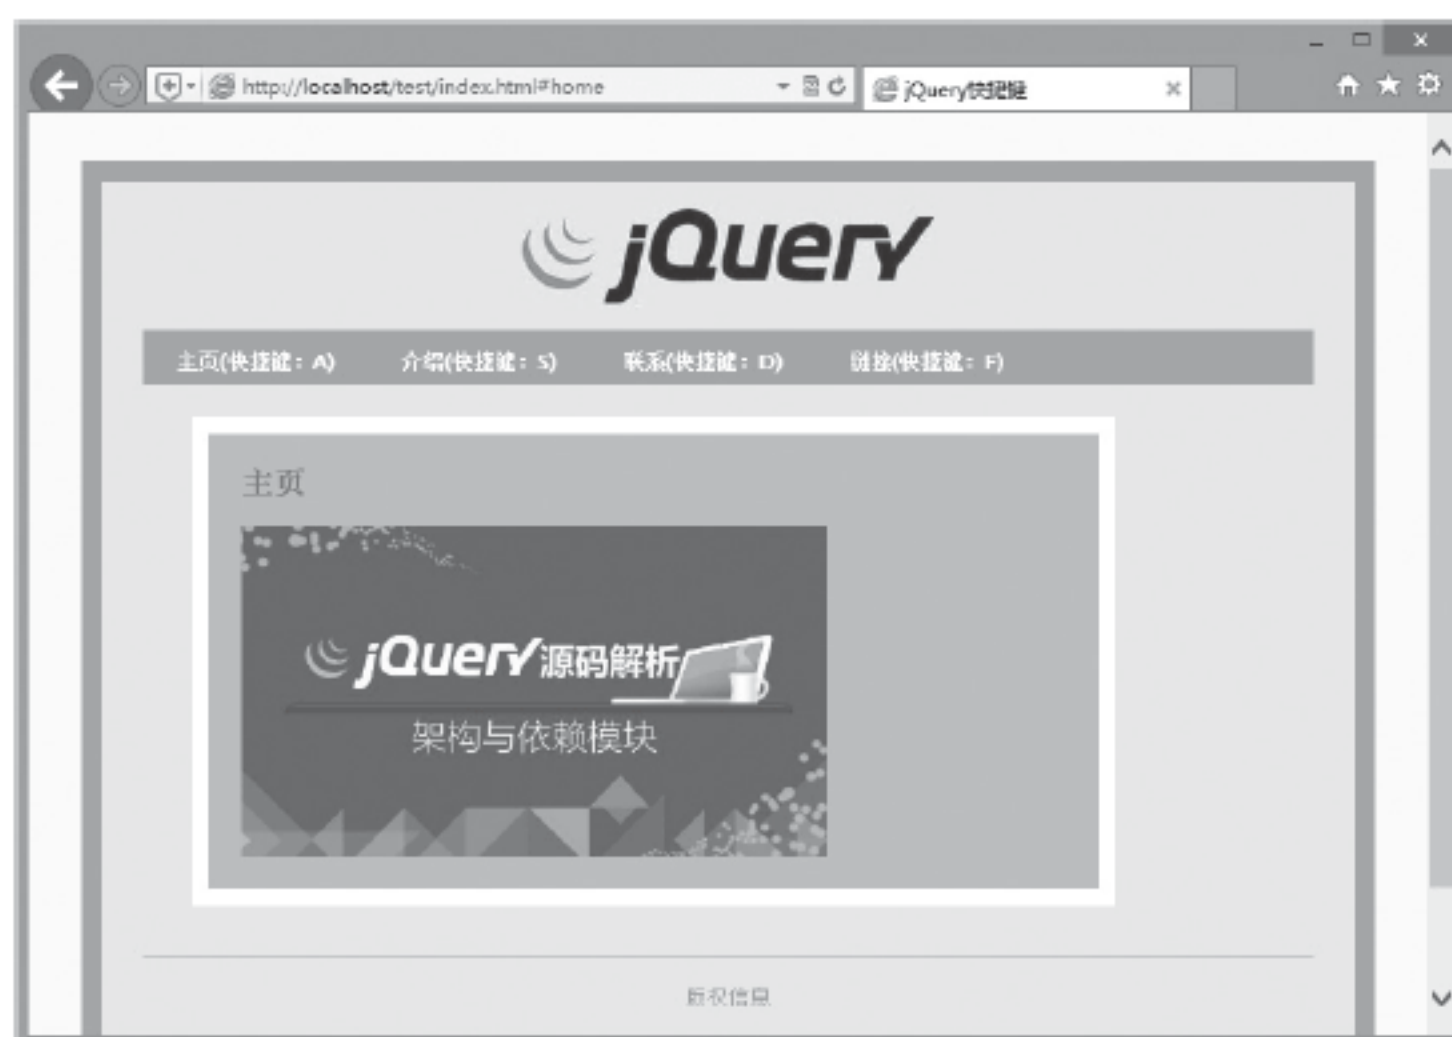 http://localhost/test/index.html#home
jQuery快捷键
jQuery
主页(快捷键：A) 介绍(快捷键：S) 联系(快捷键：D) 链接(快捷键：F)
主页
jQuery源码解析
架构与依赖模块
版权信息